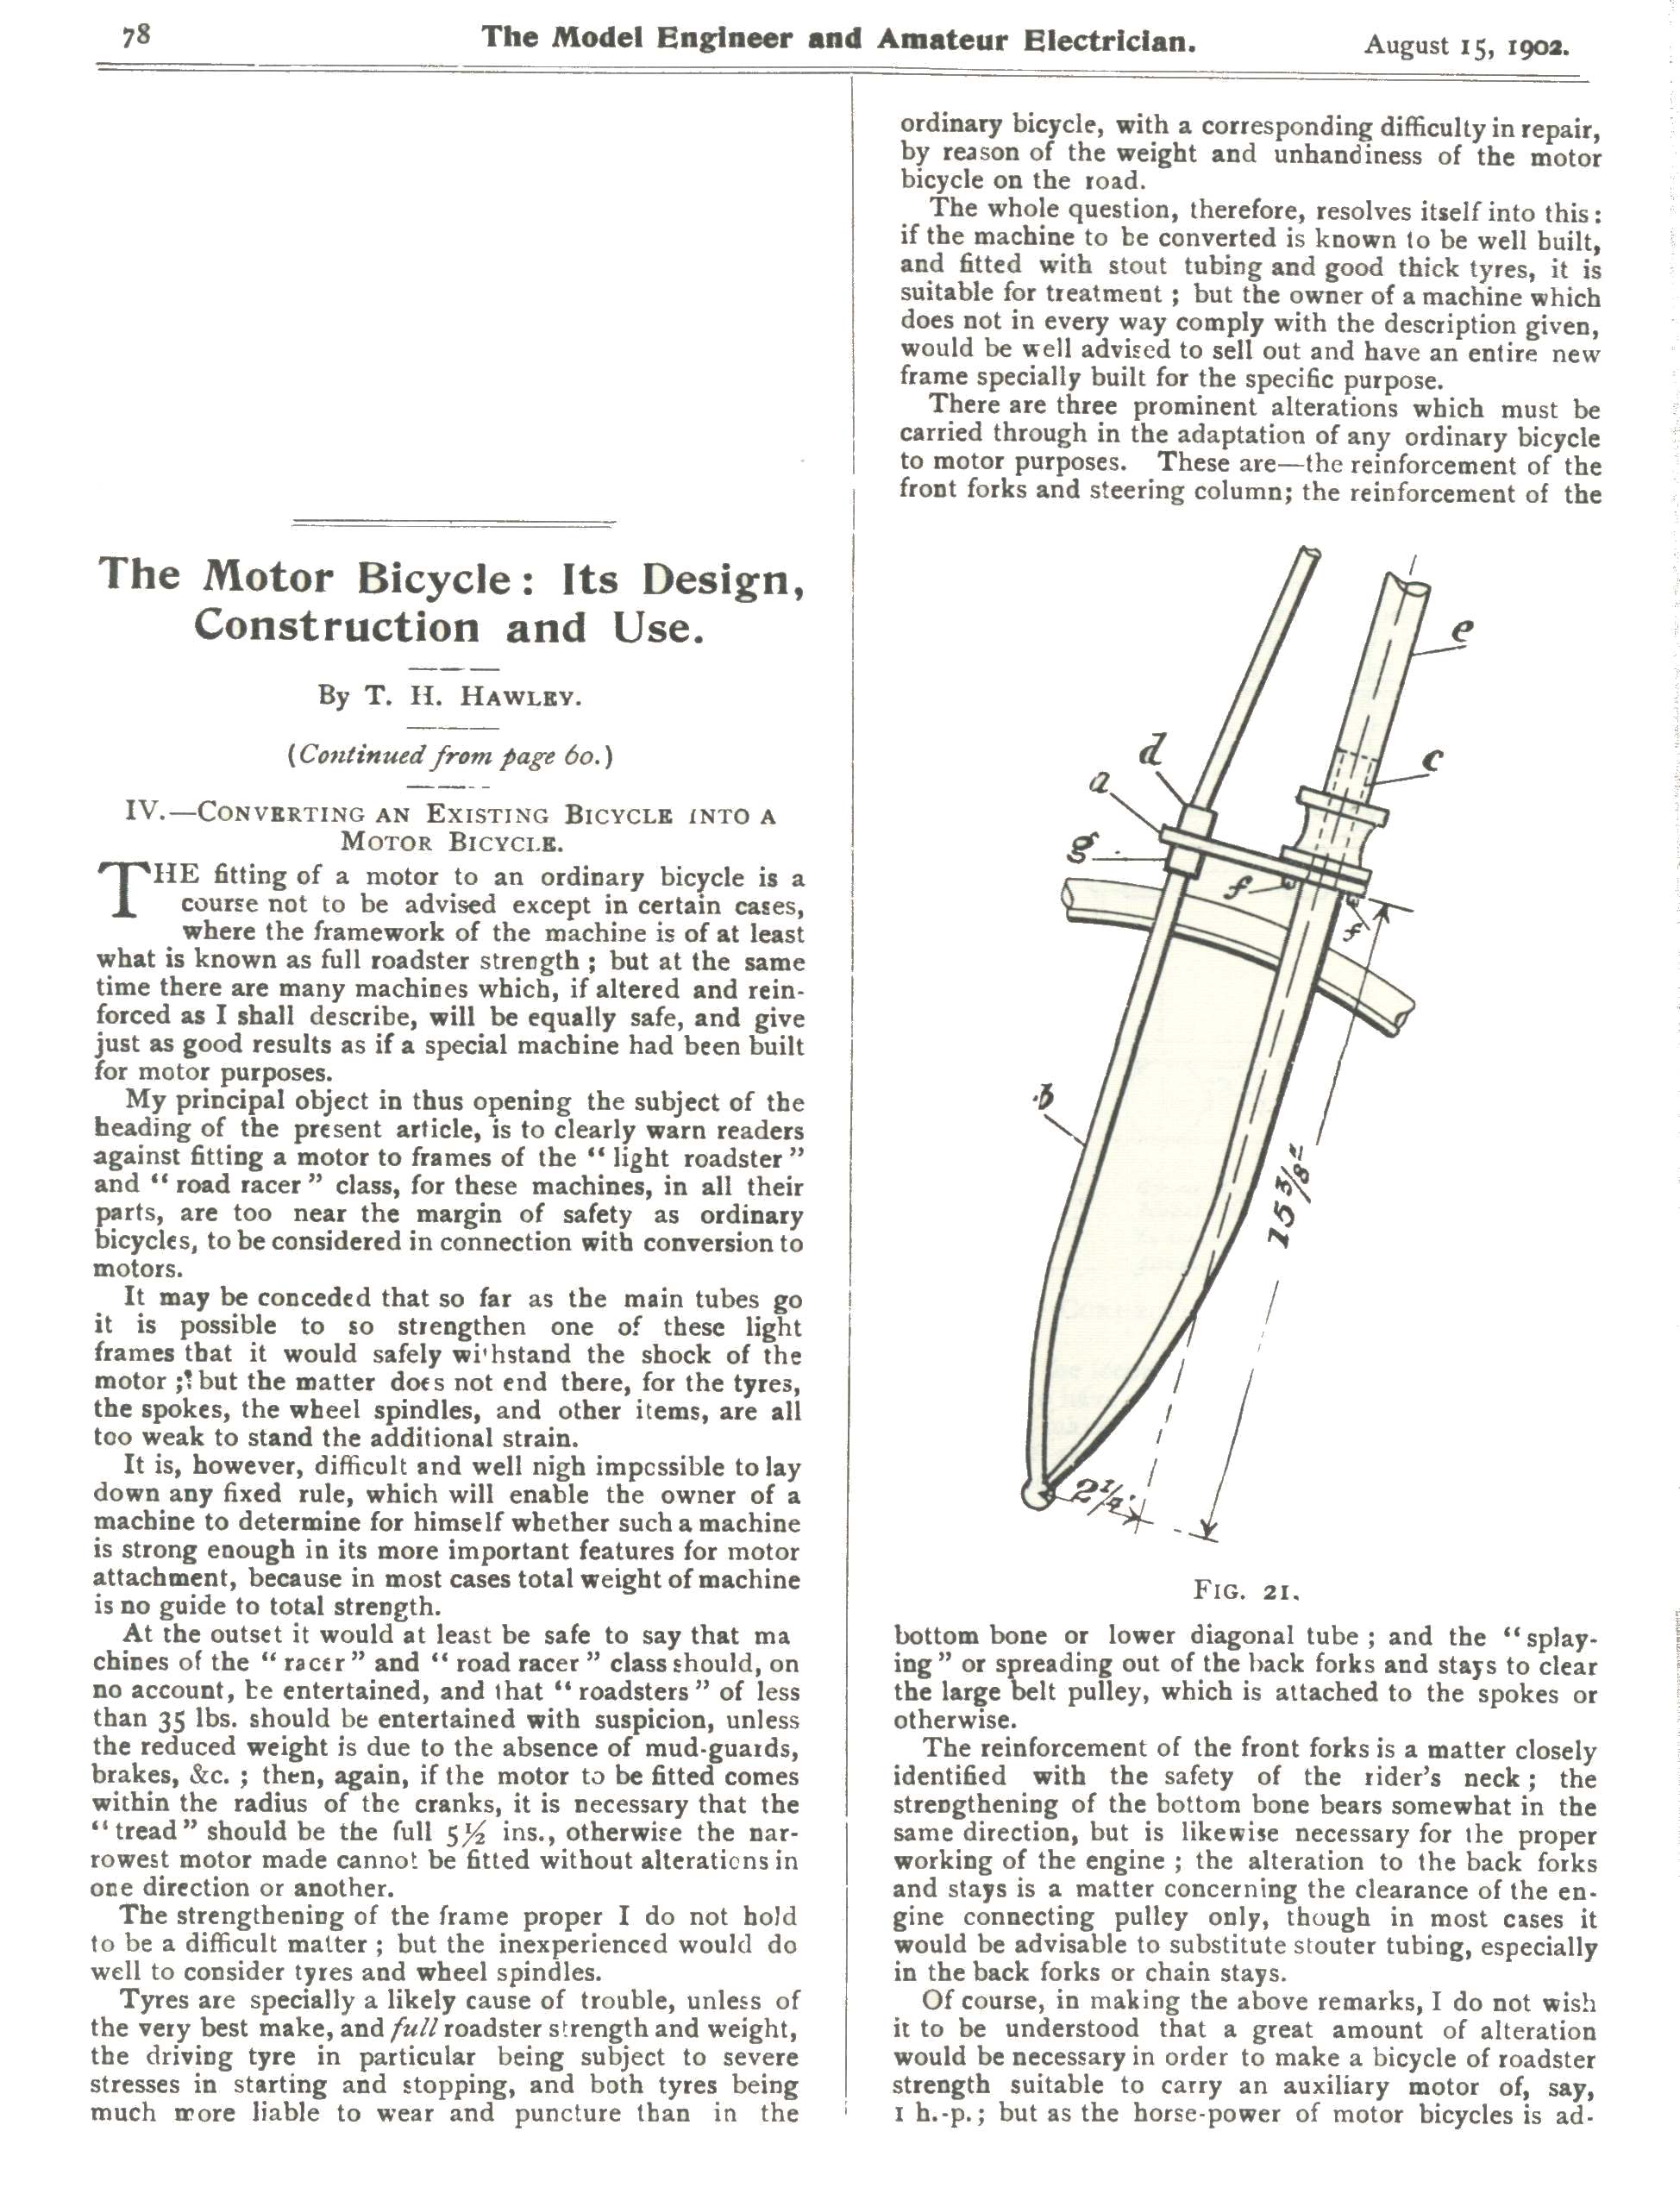 78
The Model Engineer and Amateur Electrician.
August 15, 1902.
The Motor Bicycle: Its Design,
Construction and Use.
By T. H. HAWLEY.
(Continued from page 60.)
IV.—CONVERTING AN EXISTING BICYCLE INTO A
MOTOR BICYCLE.
THE fitting of a motor to an ordinary bicycle is a
course not to be advised except in certain cases,
where the framework of the machine is of at least
what is known as full roadster strength; but at the same
time there are many machines which, if altered and rein-
forced as I shall describe, will be equally safe, and give
just as good results as if a special machine had been built
for motor purposes.
My principal object in thus opening the subject of the
heading of the present article, is to clearly warn readers
against fitting a motor to frames of the "light roadster"
and "road racer" class, for these machines, in all their
parts, are too near the margin of safety as ordinary
bicycles, to be considered in connection with conversion to
motors.
It may be conceded that so far as the main tubes go
it is possible to so strengthen one of these light
frames that it would safely withstand the shock of the
motor; but the matter does not end there, for the tyres,
the spokes, the wheel spindles, and other items, are all
too weak to stand the additional strain.
It is, however, difficult and well nigh impossible to lay
down any fixed rule, which will enable the owner of a
machine to determine for himself whether such a machine
is strong enough in its more important features for motor
attachment, because in most cases total weight of machine
is no guide to total strength.
At the outset it would at least be safe to say that ma
chines of the "racer" and "road racer" class should, on
no account, be entertained, and that "roadsters" of less
than 35 lbs. should be entertained with suspicion, unless
the reduced weight is due to the absence of mud-guards,
brakes, &c.; then, again, if the motor to be fitted comes
within the radius of the cranks, it is necessary that the
"tread" should be the full 5½ ins., otherwise the nar-
rowest motor made cannot be fitted without alterations in
one direction or another.
The strengthening of the frame proper I do not hold
to be a difficult matter; but the inexperienced would do
well to consider tyres and wheel spindles.
Tyres are specially a likely cause of trouble, unless of
the very best make, and full roadster strength and weight,
the driving tyre in particular being subject to severe
stresses in starting and stopping, and both tyres being
much more liable to wear and puncture than in the
ordinary bicycle, with a corresponding difficulty in repair,
by reason of the weight and unhandiness of the motor
bicycle on the road.
The whole question, therefore, resolves itself into this:
if the machine to be converted is known to be well built,
and fitted with stout tubing and good thick tyres, it is
suitable for treatment; but the owner of a machine which
does not in every way comply with the description given,
would be well advised to sell out and have an entire new
frame specially built for the specific purpose.
There are three prominent alterations which must be
carried through in the adaptation of any ordinary bicycle
to motor purposes. These are—the reinforcement of the
front forks and steering column; the reinforcement of the
e
d
c
a
g
f
f
b
15 3/8"
2 1/4"
FIG. 21.
bottom bone or lower diagonal tube; and the "splay-
ing" or spreading out of the back forks and stays to clear
the large belt pulley, which is attached to the spokes or
otherwise.
The reinforcement of the front forks is a matter closely
identified with the safety of the rider's neck; the
strengthening of the bottom bone bears somewhat in the
same direction, but is likewise necessary for the proper
working of the engine; the alteration to the back forks
and stays is a matter concerning the clearance of the en-
gine connecting pulley only, though in most cases it
would be advisable to substitute stouter tubing, especially
in the back forks or chain stays.
Of course, in making the above remarks, I do not wish
it to be understood that a great amount of alteration
would be necessary in order to make a bicycle of roadster
strength suitable to carry an auxiliary motor of, say,
1 h.-p.; but as the horse-power of motor bicycles is ad-